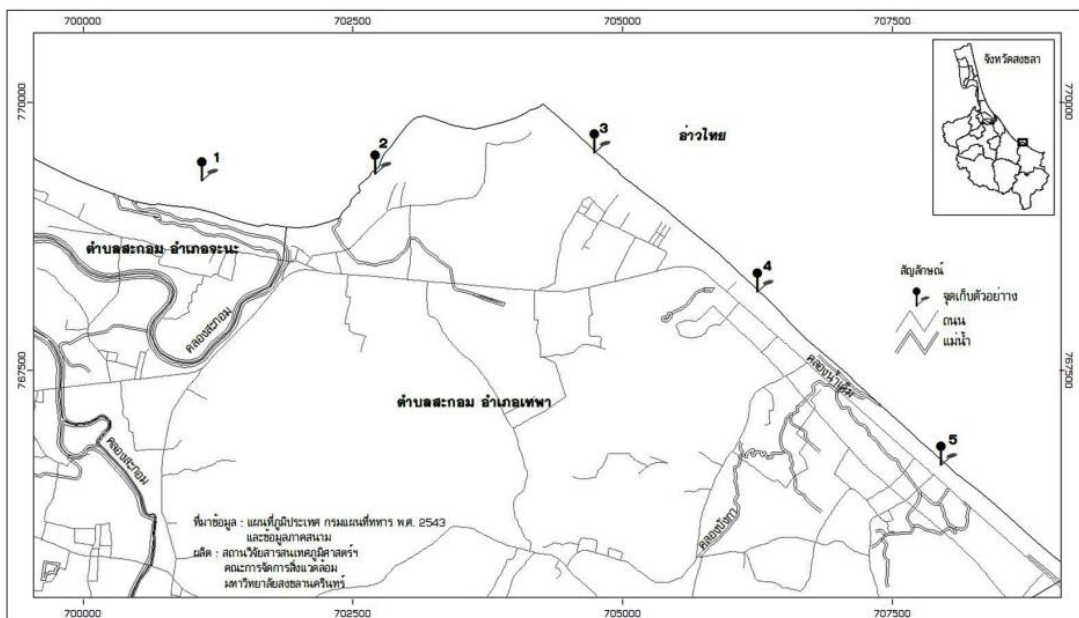 700000
702500
705000
707500
770000
770000
จังหวัดสงขลา
อ่าวไทย
1
2
3
4
5
ตำบลสะกอม อำเภอจะนะ
คลองสะกอม
สัญลักษณ์
จุดเก็บตัวอย่าาง
ถนน
แม่น้ำ
767500
767500
คลองน้ำเค็ม
ตำบลสะกอม อำเภอเทพา
คลองสะกอม
คลองบังกา
ที่มาข้อมูล : แผนที่ภูมิประเทศ กรมแผนที่ทหาร พ.ศ. 2543
และข้อมูลภาคสนาม
ผลิต : สถานวิจัยสารสนเทศภูมิศาสตร์ฯ
คณะการจัดการสิ่งแวดล้อม
มหาวิทยาลัยสงขลานครินทร์
700000
702500
705000
707500